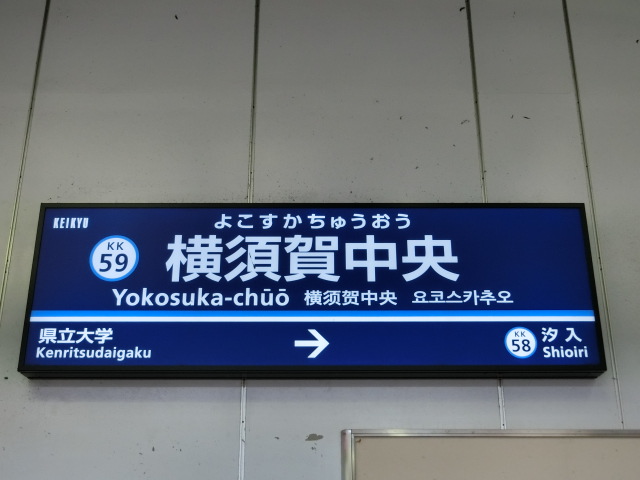 KEIKYU
よこすかちゅうおう
KK
59
横須賀中央
Yokosuka-chūō 横须贺中央 요코스카추오
県立大学
Kenritsudaigaku
→
KK
58
汐入
Shioiri